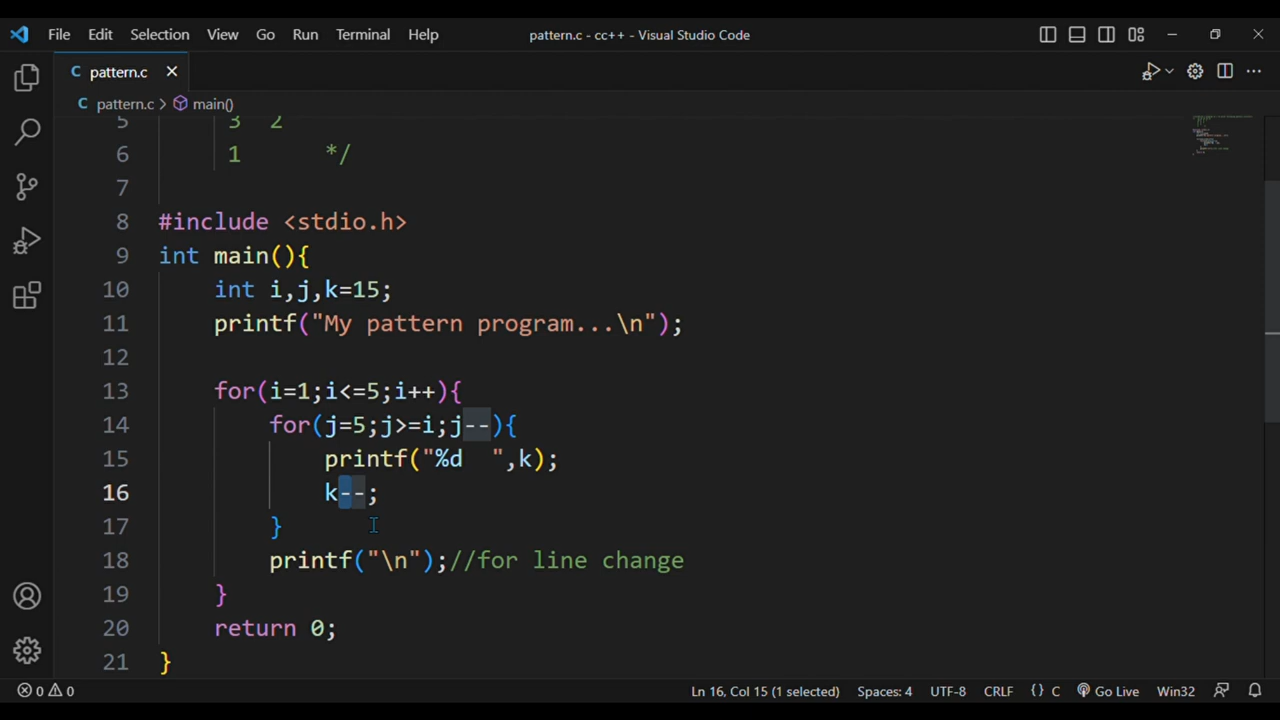 File Edit Selection View Go Run Terminal Help pattern.c - cc++ - Visual Studio Code
C pattern.c
C pattern.c > main()
5 3 2
6 1 */
7
8 #include <stdio.h>
9 int main(){
10 int i,j,k=15;
11 printf("My pattern program...\n");
12
13 for(i=1;i<=5;i++){
14 for(j=5;j>=i;j--){
15 printf("%d  ",k);
16 k--;
17 }
18 printf("\n");//for line change
19 }
20 return 0;
21 }
0 0 Ln 16, Col 15 (1 selected) Spaces: 4 UTF-8 CRLF {} C Go Live Win32